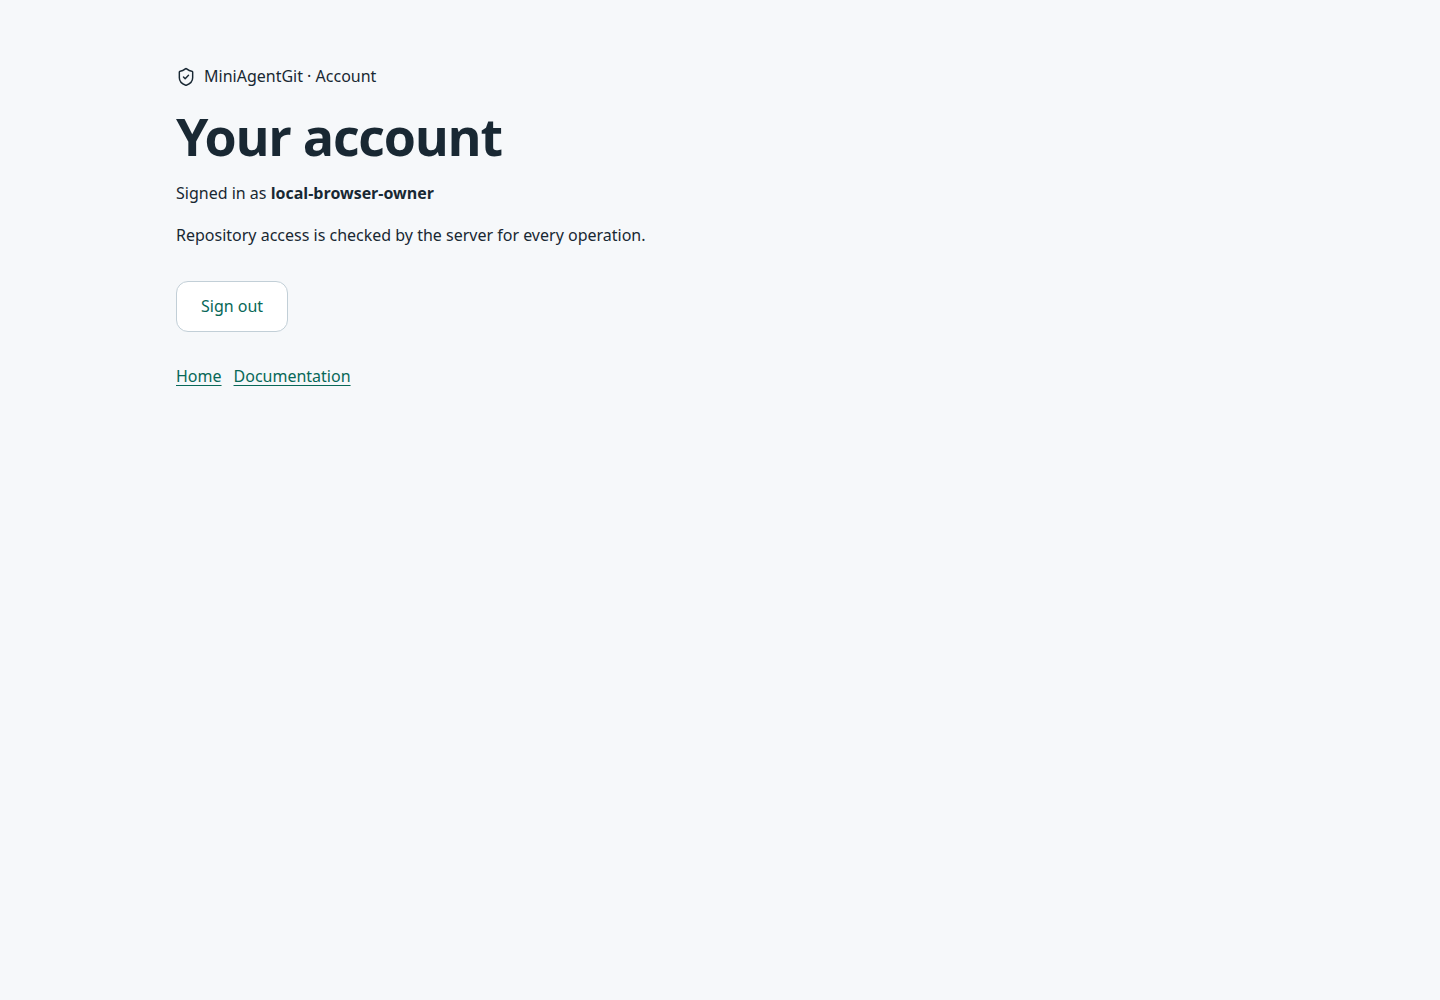 MiniAgentGit · Account
Your account
Signed in as local-browser-owner
Repository access is checked by the server for every operation.
Sign out
Home Documentation